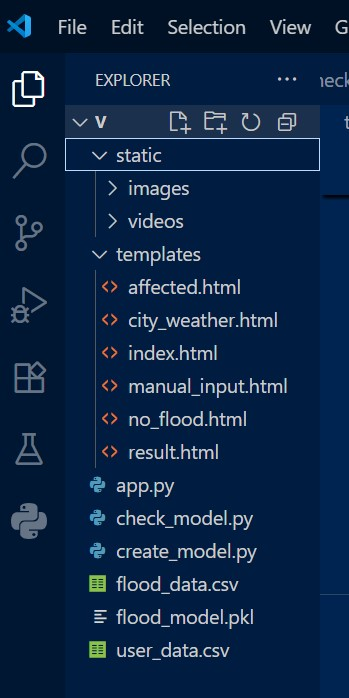 File Edit Selection View G
EXPLORER
V
static
images
videos
templates
affected.html
city_weather.html
index.html
manual_input.html
no_flood.html
result.html
app.py
check_model.py
create_model.py
flood_data.csv
flood_model.pkl
user_data.csv